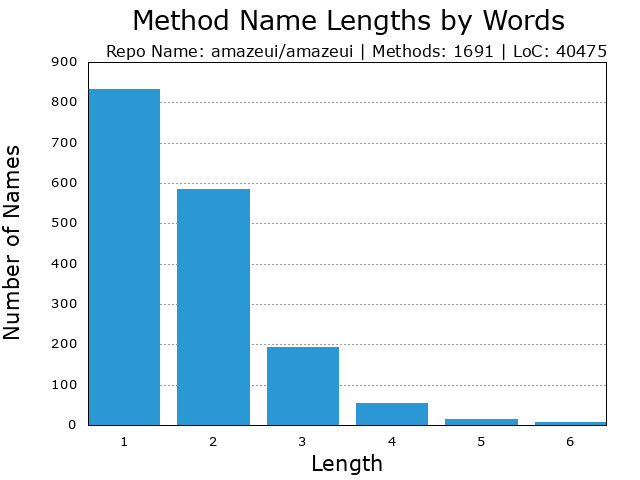 Method Name Lengths by Words
Repo Name: amazeui/amazeui | Methods: 1691 | LoC: 40475
Number of Names
900
800
700
600
500
400
300
200
100
0
1 2 3 4 5 6
Length